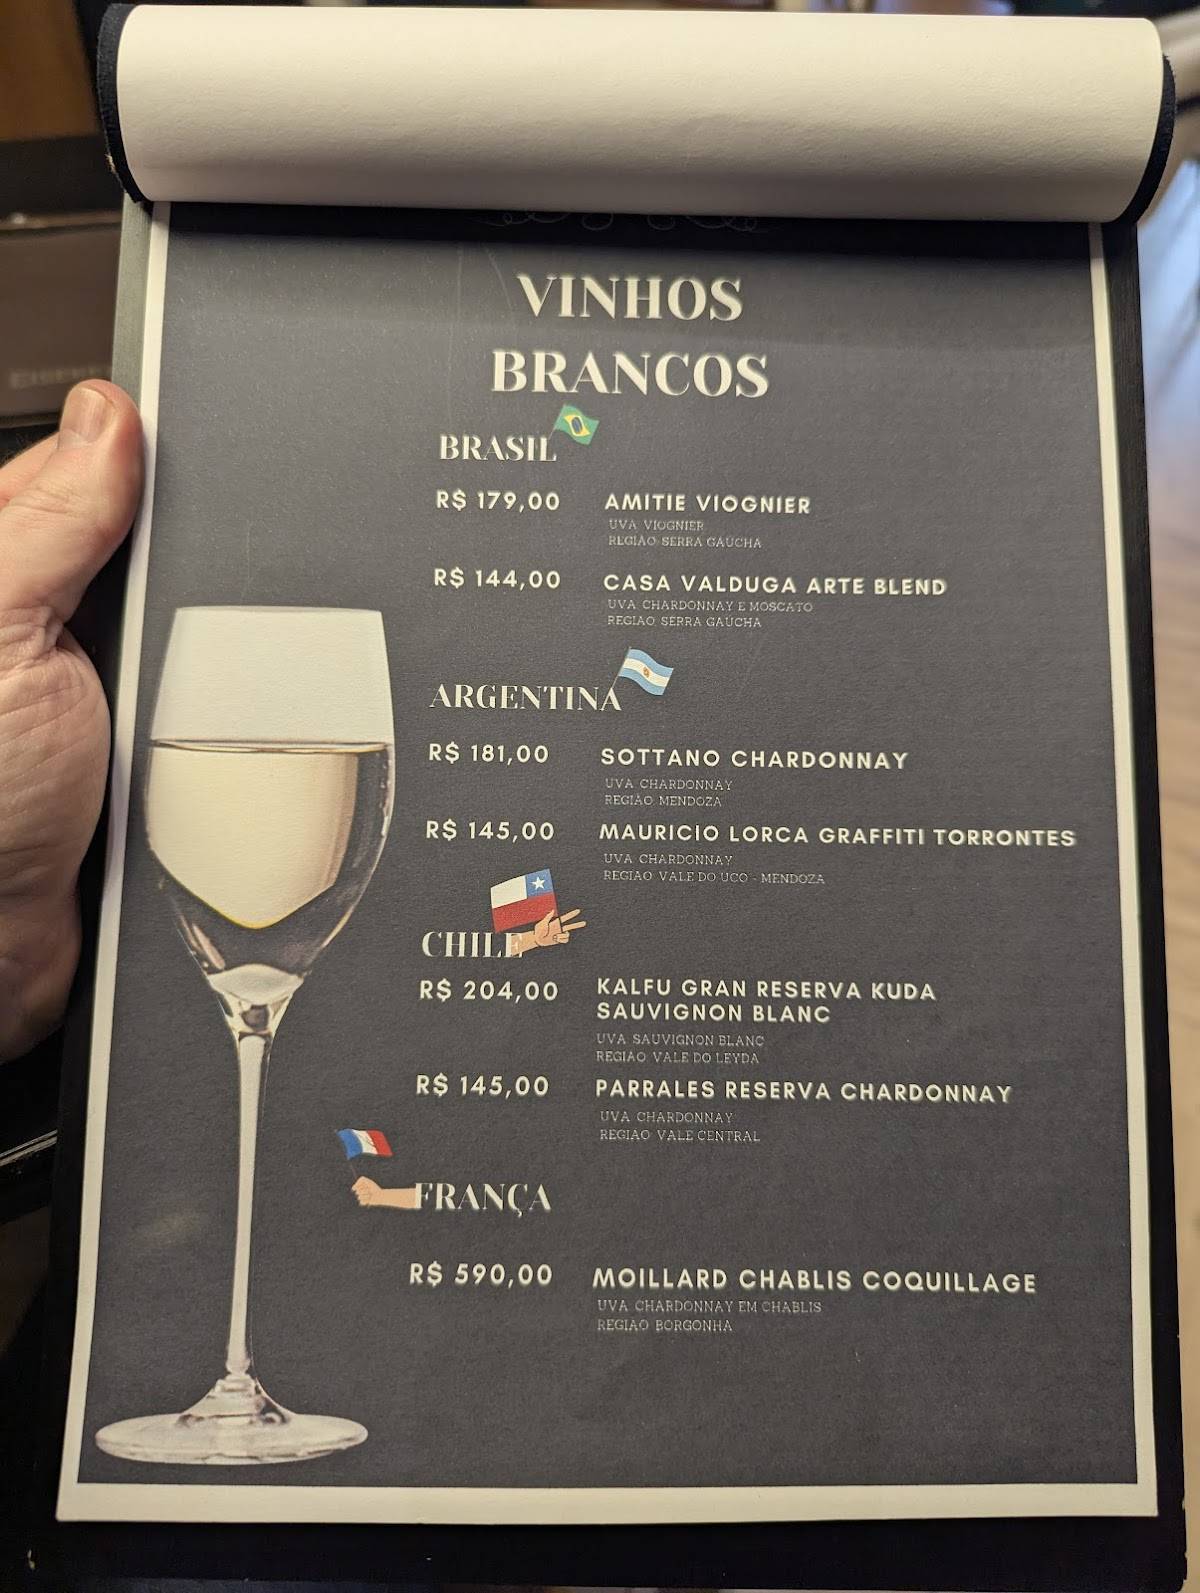 VINHOS
BRANCOS
BRASIL
R$ 179,00 AMITIE VIOGNIER
UVA VIOGNIER
REGIAO SERRA GAÚCHA
R$ 144,00 CASA VALDUGA ARTE BLEND
UVA CHARDONNAY E MOSCATO
REGIAO SERRA GAÚCHA
ARGENTINA
R$ 181,00 SOTTANO CHARDONNAY
UVA CHARDONNAY
REGIÃO MENDOZA
R$ 145,00 MAURICIO LORCA GRAFFITI TORRONTES
UVA CHARDONNAY
REGIAO VALE DO UCO - MENDOZA
CHILE
R$ 204,00 KALFU GRAN RESERVA KUDA
SAUVIGNON BLANC
UVA SAUVIGNON BLANC
REGIAO VALE DO LEYDA
R$ 145,00 PARRALES RESERVA CHARDONNAY
UVA CHARDONNAY
REGIAO VALE CENTRAL
FRANÇA
R$ 590,00 MOILLARD CHABLIS COQUILLAGE
UVA CHARDONNAY EM CHABLIS
REGIAO BORGONHA